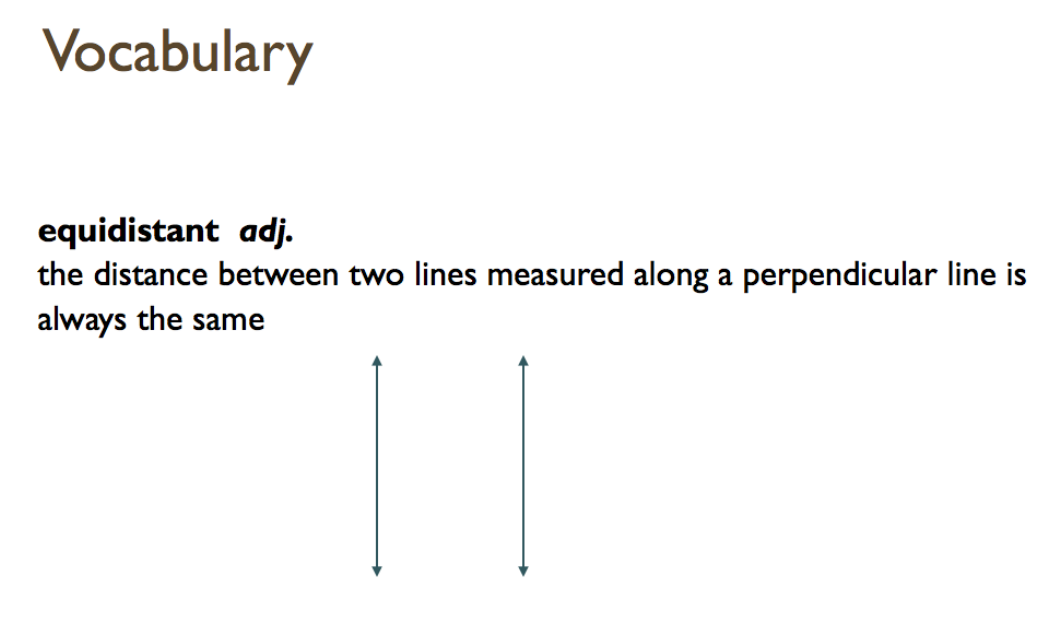 Vocabulary
equidistant adj.
the distance between two lines measured along a perpendicular line is
always the same